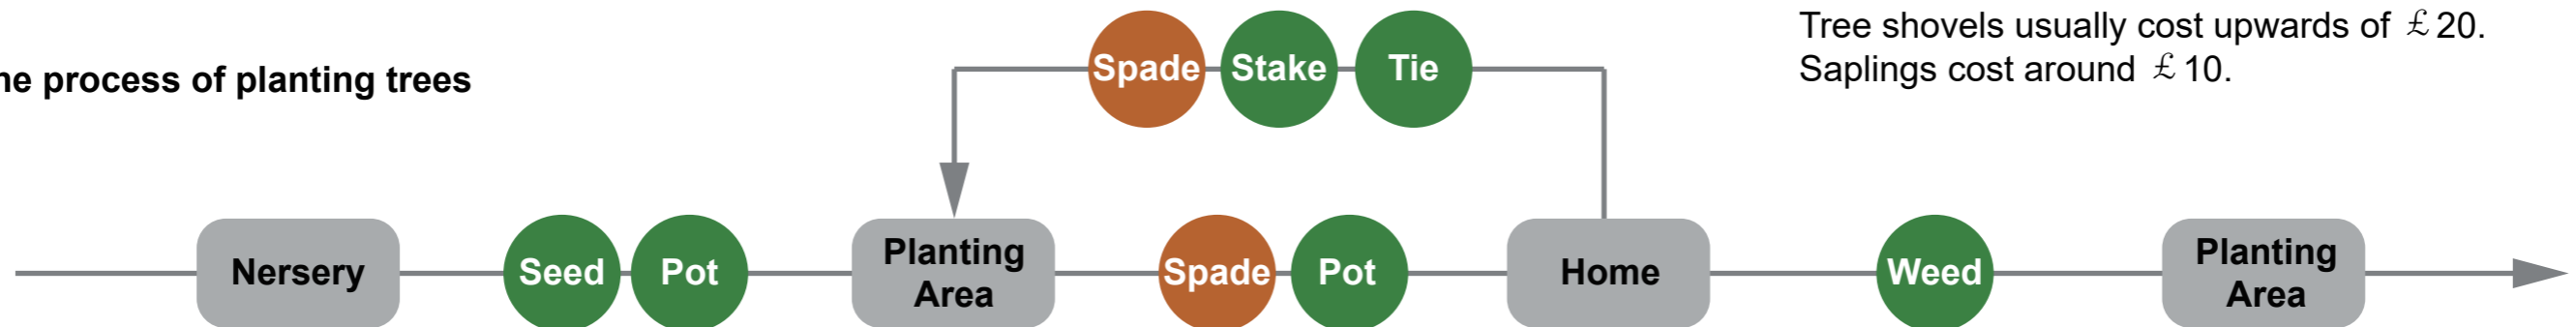 Tree shovels usually cost upwards of £ 20.
Saplings cost around £ 10.
he process of planting trees
Spade Stake Tie
Nersery Seed Pot Planting Area Spade Pot Home Weed Planting Area